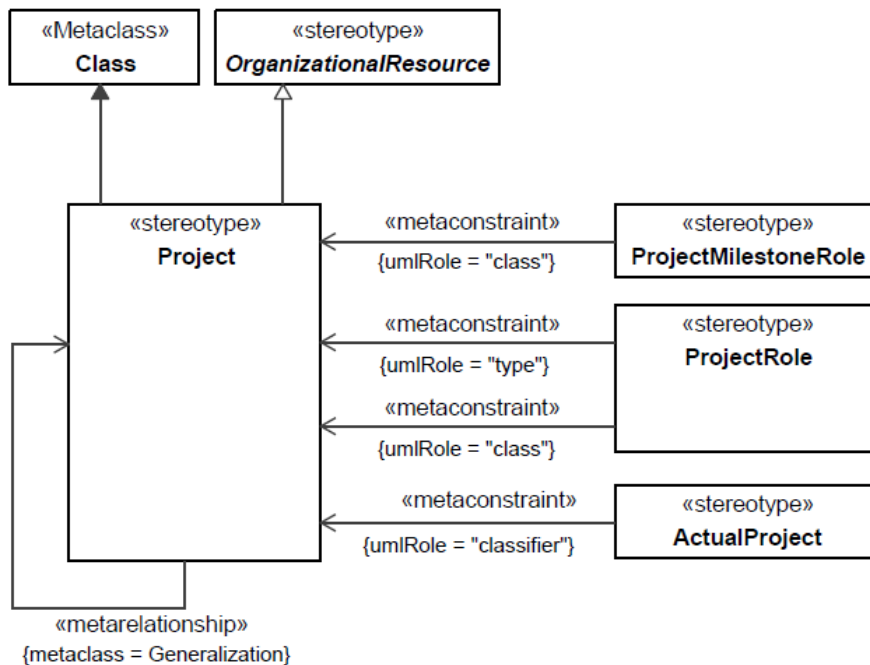 «Metaclass»
Class
«stereotype»
OrganizationalResource
«stereotype»
Project
«metaconstraint»
{umlRole = "class"}
«stereotype»
ProjectMilestoneRole
«metaconstraint»
{umlRole = "type"}
«metaconstraint»
{umlRole = "class"}
«stereotype»
ProjectRole
«metaconstraint»
{umlRole = "classifier"}
«stereotype»
ActualProject
«metarelationship»
{metaclass = Generalization}